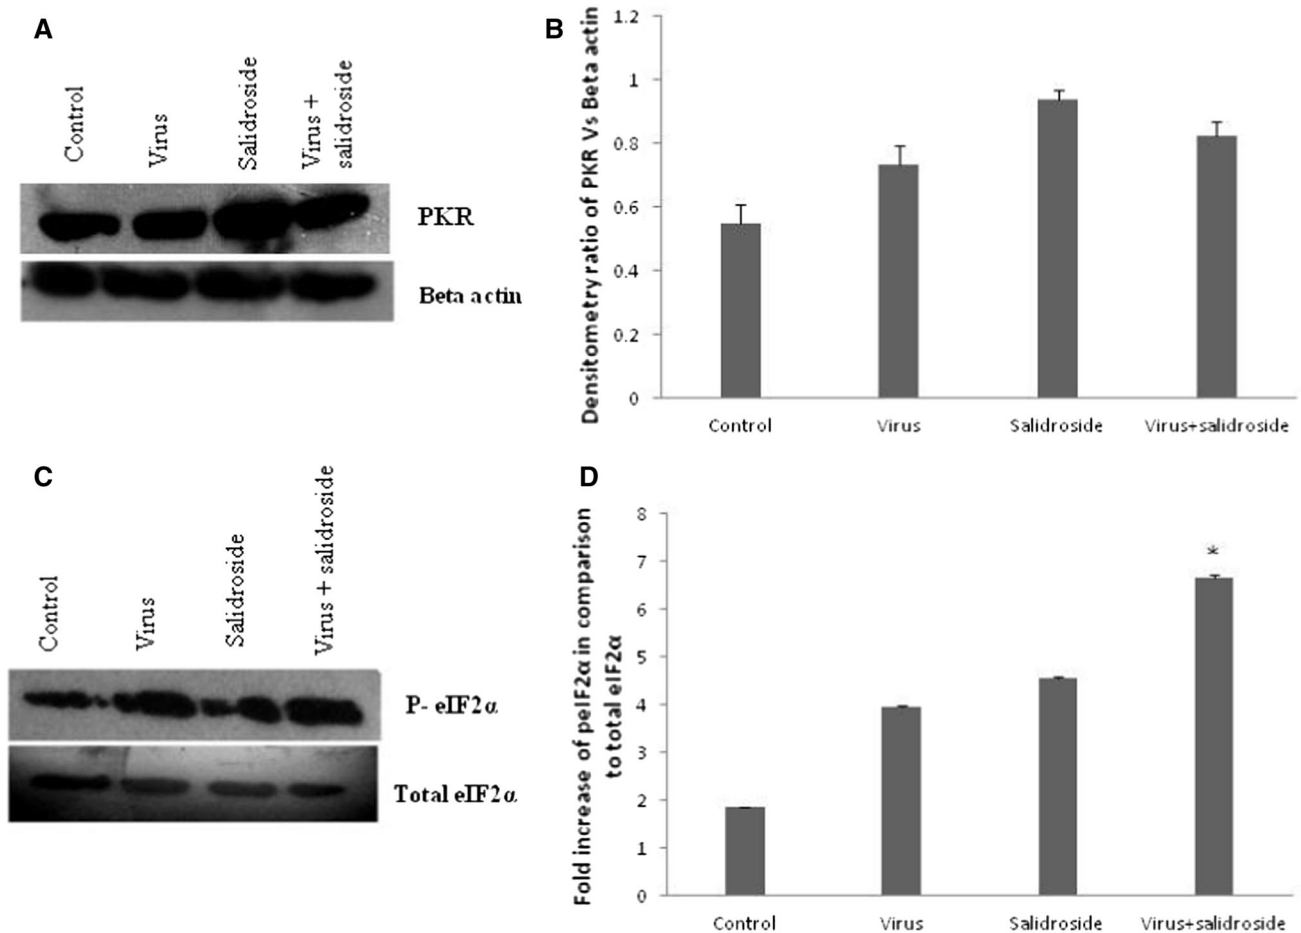 A
Control
Virus
Salidroside
Virus +
salidroside
PKR
Beta actin
B
Densitometry ratio of PKR Vs Beta actin
1.2
1
0.8
0.6
0.4
0.2
0
Control
Virus
Salidroside
Virus+salidroside
C
Control
Virus
Salidroside
Virus + salidroside
P- eIF2α
Total eIF2α
D
Fold increase of peIF2α in comparison
to total eIF2α
8
7
6
5
4
3
2
1
0
*
Control
Virus
Salidroside
Virus+salidroside